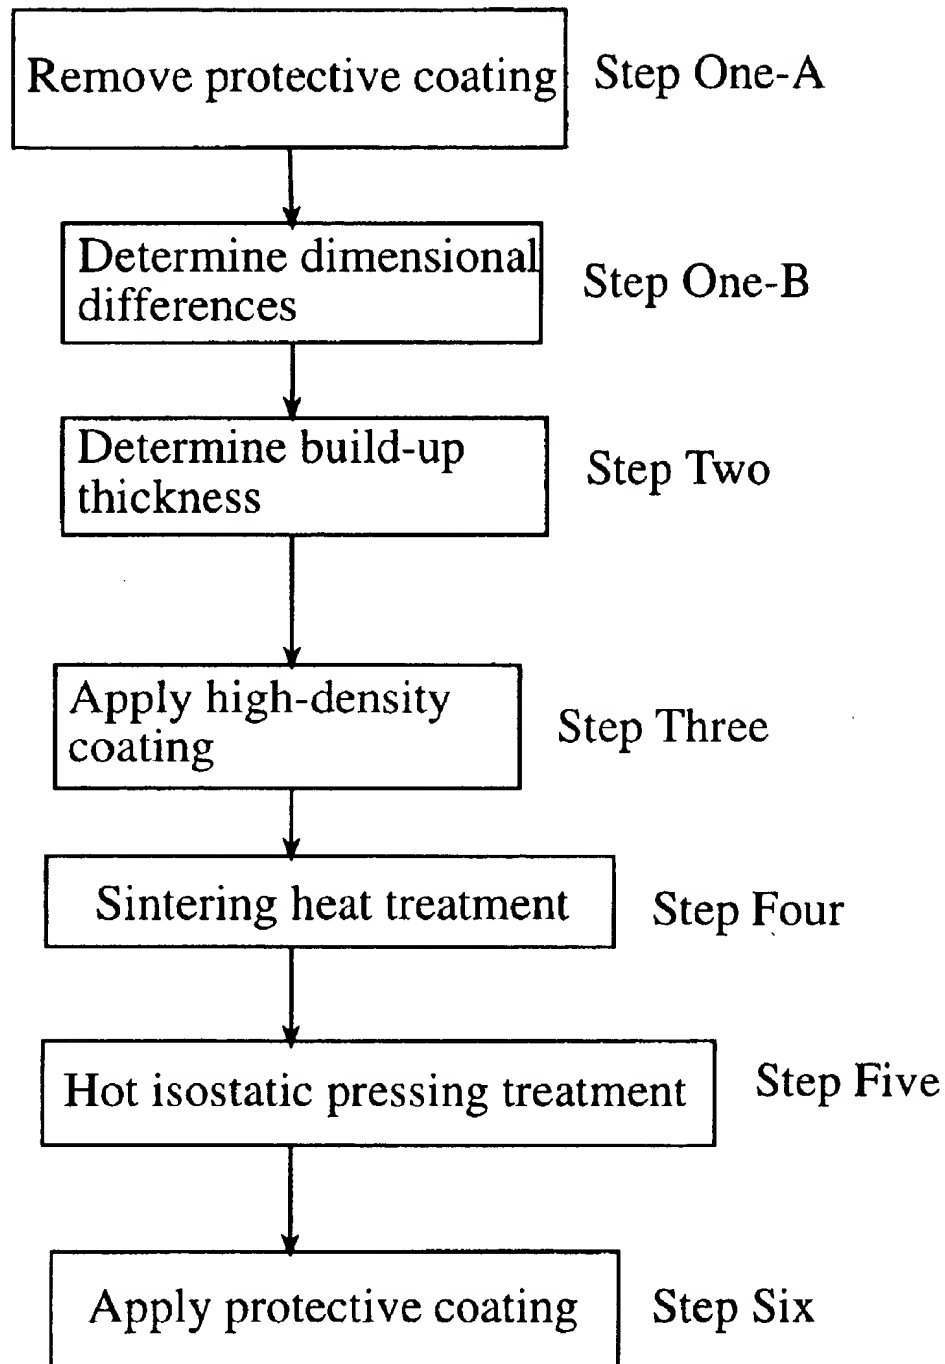 Remove protective coating
Step One-A
Determine dimensional
differences
Step One-B
Determine build-up
thickness
Step Two
Apply high-density
coating
Step Three
Sintering heat treatment
Step Four
Hot isostatic pressing treatment
Step Five
Apply protective coating
Step Six